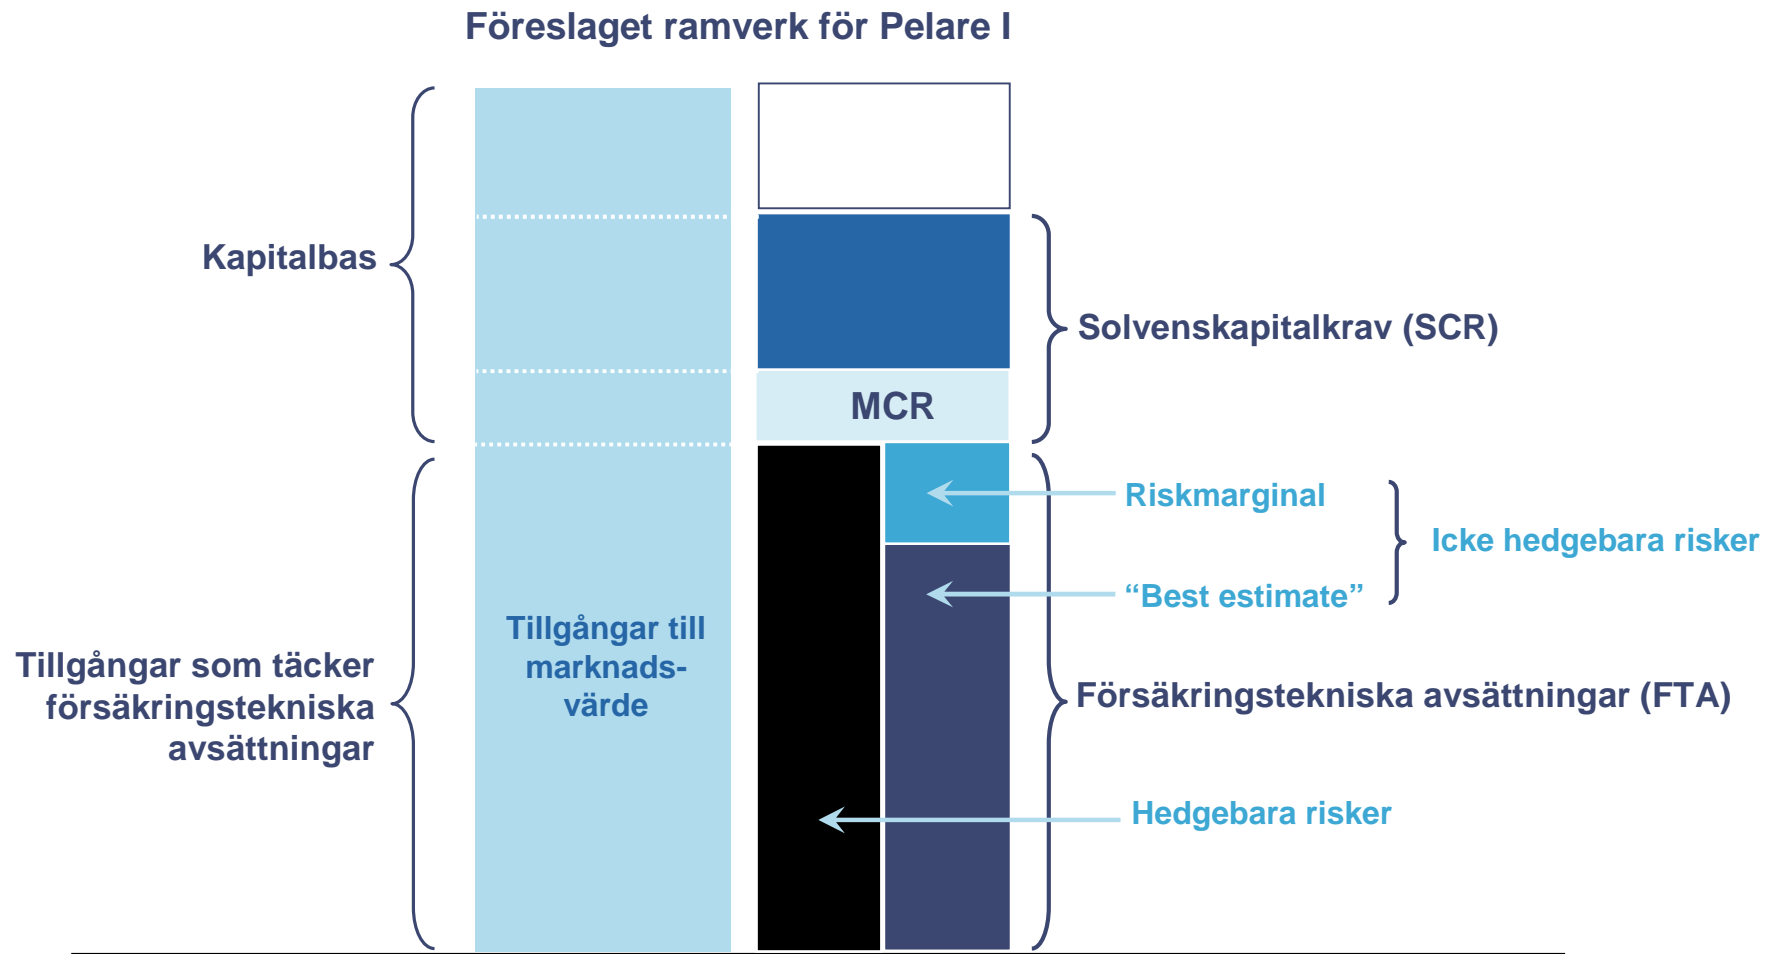 Föreslaget ramverk för Pelare I
Kapitalbas
Solvenskapitalkrav (SCR)
MCR
Riskmarginal
Icke hedgebara risker
“Best estimate”
Tillgångar till
marknads-
värde
Tillgångar som täcker
försäkringstekniska
avsättningar
Försäkringstekniska avsättningar (FTA)
Hedgebara risker